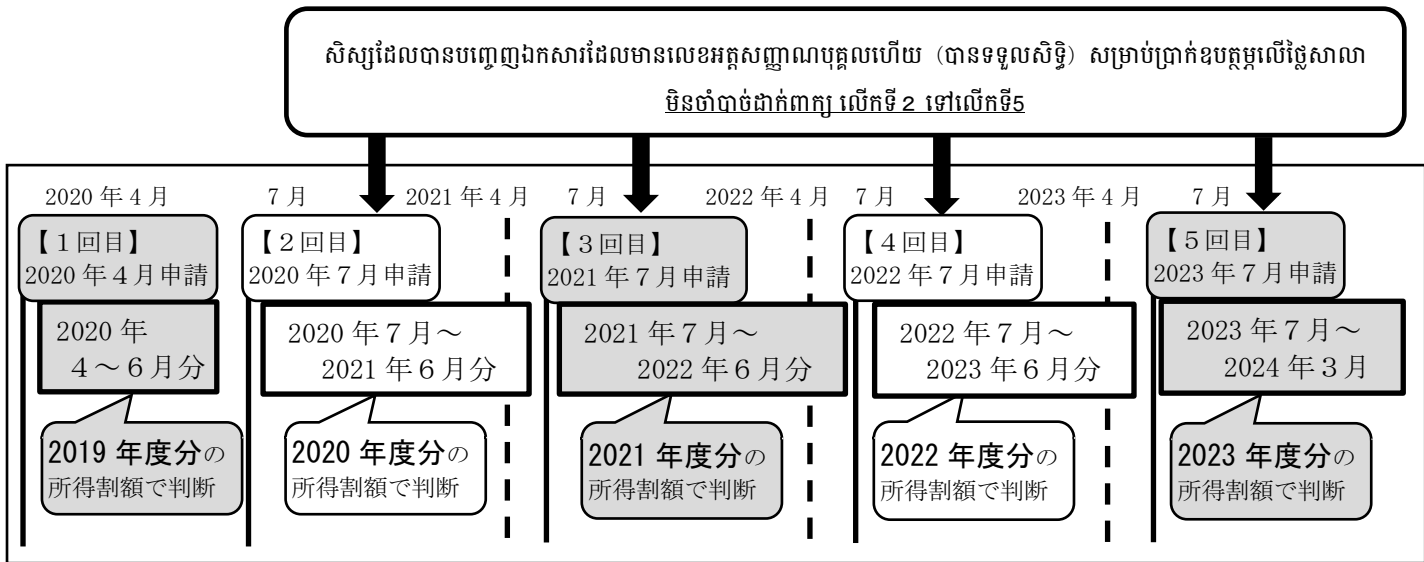 សិស្សដែលបានបញ្ចេញឯកសារដែលមានលេខអត្តសញ្ញាណបុគ្គលហើយ (បានទទួលសិទ្ធិ) សម្រាប់ប្រាក់ឧបត្ថម្ភលើថ្លៃសាលា
មិនចាំបាច់ដាក់ពាក្យ លើកទី2 ទៅលើកទី5
2020 年 4 月 7 月 2021 年 4 月 7 月 2022 年 4 月 7 月 2023 年 4 月 7 月
【１回目】
2020 年 4 月申請
【２回目】
2020 年 7 月申請
【３回目】
2021 年 7 月申請
【４回目】
2022 年 7 月申請
【５回目】
2023 年 7 月申請
2020 年
４～６月分
2020 年７月～
2021 年６月分
2021 年７月～
2022 年６月分
2022 年７月～
2023 年６月分
2023 年７月～
2024 年３月
2019 年度分の
所得割額で判断
2020 年度分の
所得割額で判断
2021 年度分の
所得割額で判断
2022 年度分の
所得割額で判断
2023 年度分の
所得割額で判断